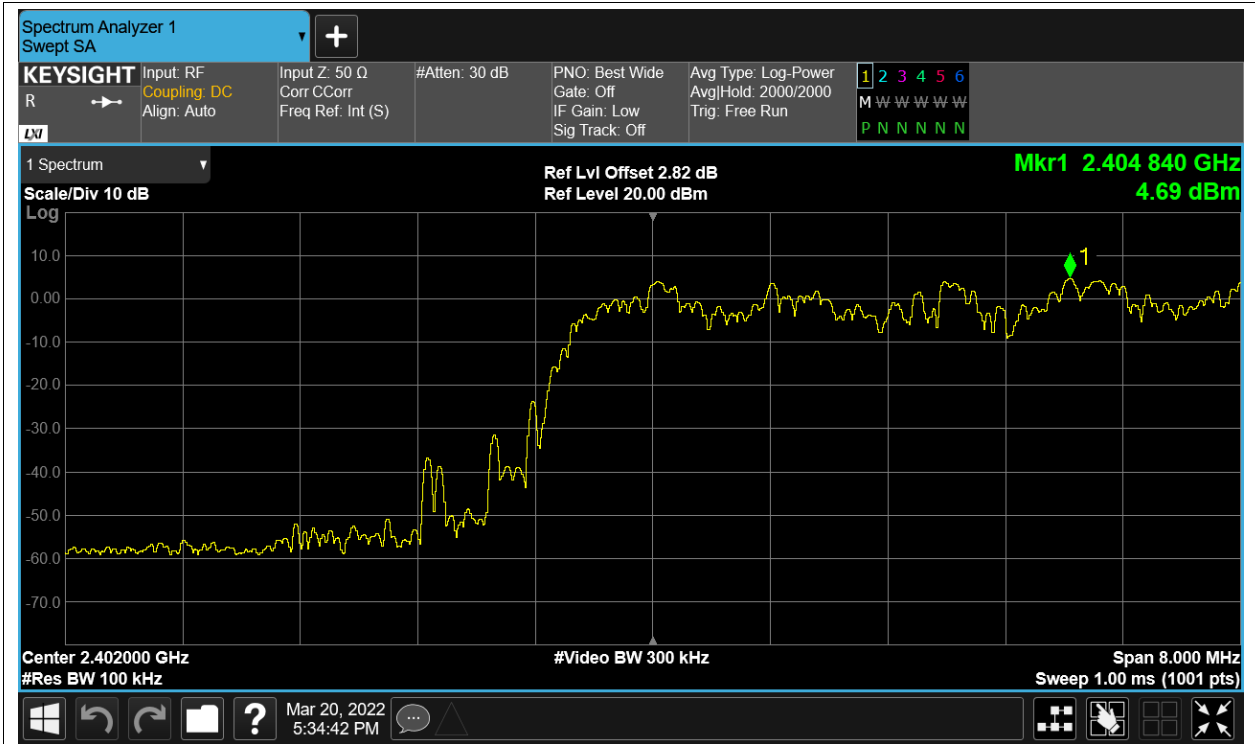 Spectrum Analyzer 1
Swept SA
KEYSIGHT
R
LXI
Input: RF
Coupling: DC
Align: Auto
Input Z: 50 Ω
Corr CCorr
Freq Ref: Int (S)
#Atten: 30 dB
PNO: Best Wide
Gate: Off
IF Gain: Low
Sig Track: Off
Avg Type: Log-Power
Avg|Hold: 2000/2000
Trig: Free Run
1 2 3 4 5 6
M W W W W W
P N N N N N
1 Spectrum
Scale/Div 10 dB
Log
Ref Lvl Offset 2.82 dB
Ref Level 20.00 dBm
Mkr1 2.404 840 GHz
4.69 dBm
1
10.0
0.00
-10.0
-20.0
-30.0
-40.0
-50.0
-60.0
-70.0
Center 2.402000 GHz
#Res BW 100 kHz
#Video BW 300 kHz
Span 8.000 MHz
Sweep 1.00 ms (1001 pts)
?
Mar 20, 2022
5:34:42 PM